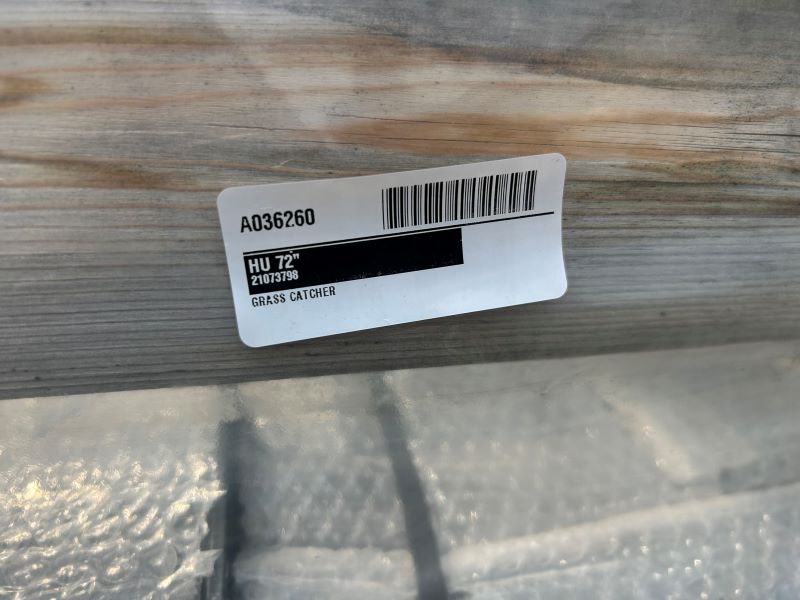 A036260
HU 72"
21073798
GRASS CATCHER